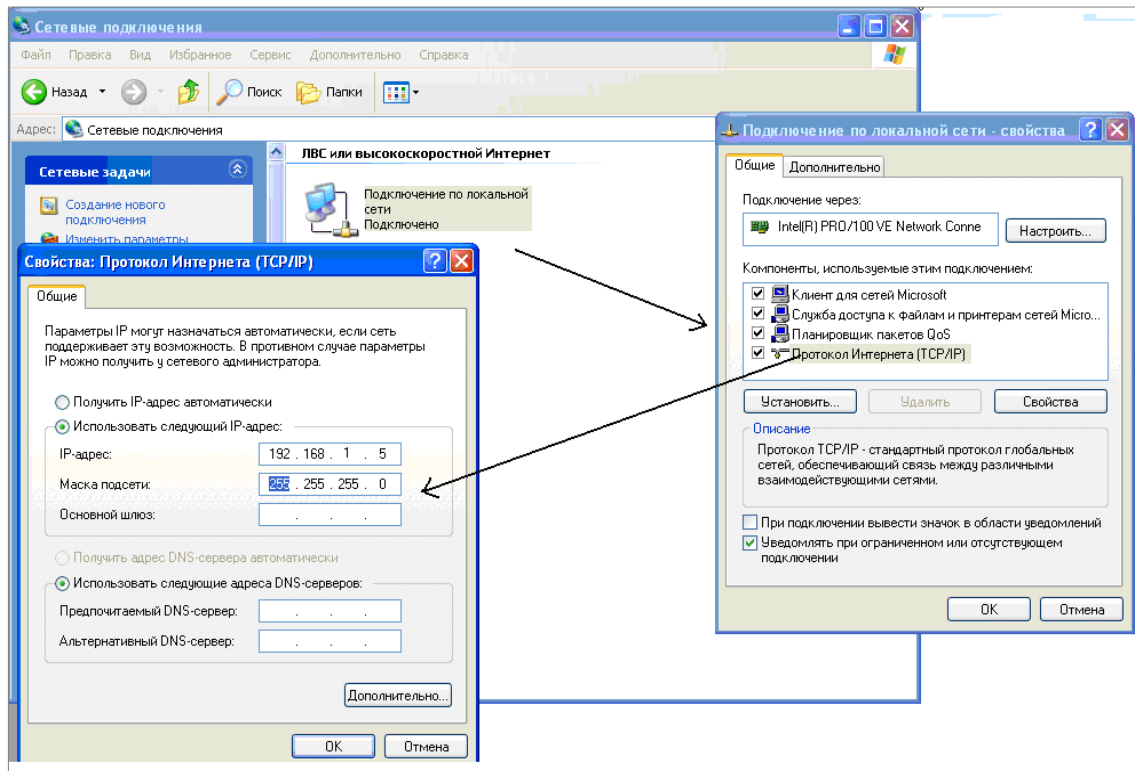 Сетевые подключения
Файл Правка Вид Избранное Сервис Дополнительно Справка
Назад Поиск Папки
Адрес: Сетевые подключения
Сетевые задачи
Создание нового
подключения
Изменить параметры
ЛВС или высокоскоростной Интернет
Подключение по локальной
сети
Подключено
Подключение по локальной сети - свойства
Общие Дополнительно
Подключение через:
Intel(R) PRO/100 VE Network Conne
Настроить...
Компоненты, используемые этим подключением:
Клиент для сетей Microsoft
Служба доступа к файлам и принтерам сетей Micro...
Планировщик пакетов QoS
Протокол Интернета (TCP/IP)
Установить... Удалить Свойства
Описание
Протокол TCP/IP - стандартный протокол глобальных
сетей, обеспечивающий связь между различными
взаимодействующими сетями.
При подключении вывести значок в области уведомлений
Уведомлять при ограниченном или отсутствующем
подключении
OK Отмена
Свойства: Протокол Интернета (TCP/IP)
Общие
Параметры IP могут назначаться автоматически, если сеть
поддерживает эту возможность. В противном случае параметры
IP можно получить у сетевого администратора.
Получить IP-адрес автоматически
Использовать следующий IP-адрес:
IP-адрес: 192 . 168 . 1 . 5
Маска подсети: 255 . 255 . 255 . 0
Основной шлюз: . . .
Получить адрес DNS-сервера автоматически
Использовать следующие адреса DNS-серверов:
Предпочитаемый DNS-сервер: . . .
Альтернативный DNS-сервер: . . .
Дополнительно...
OK Отмена